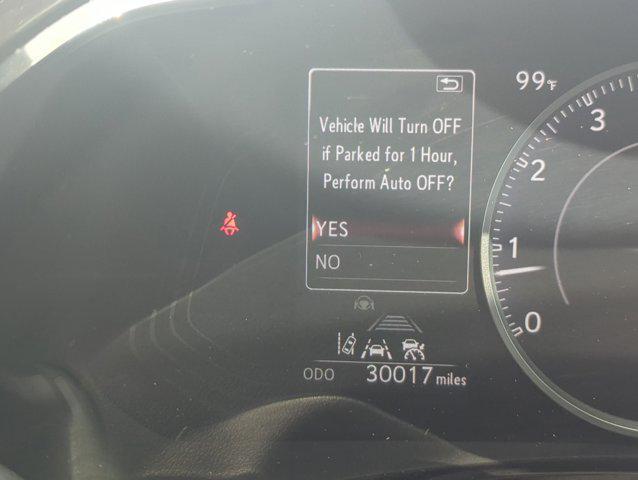 99°F
Vehicle Will Turn OFF
if Parked for 1 Hour,
Perform Auto OFF?
YES
NO
3
2
1
0
ODO 30017 miles